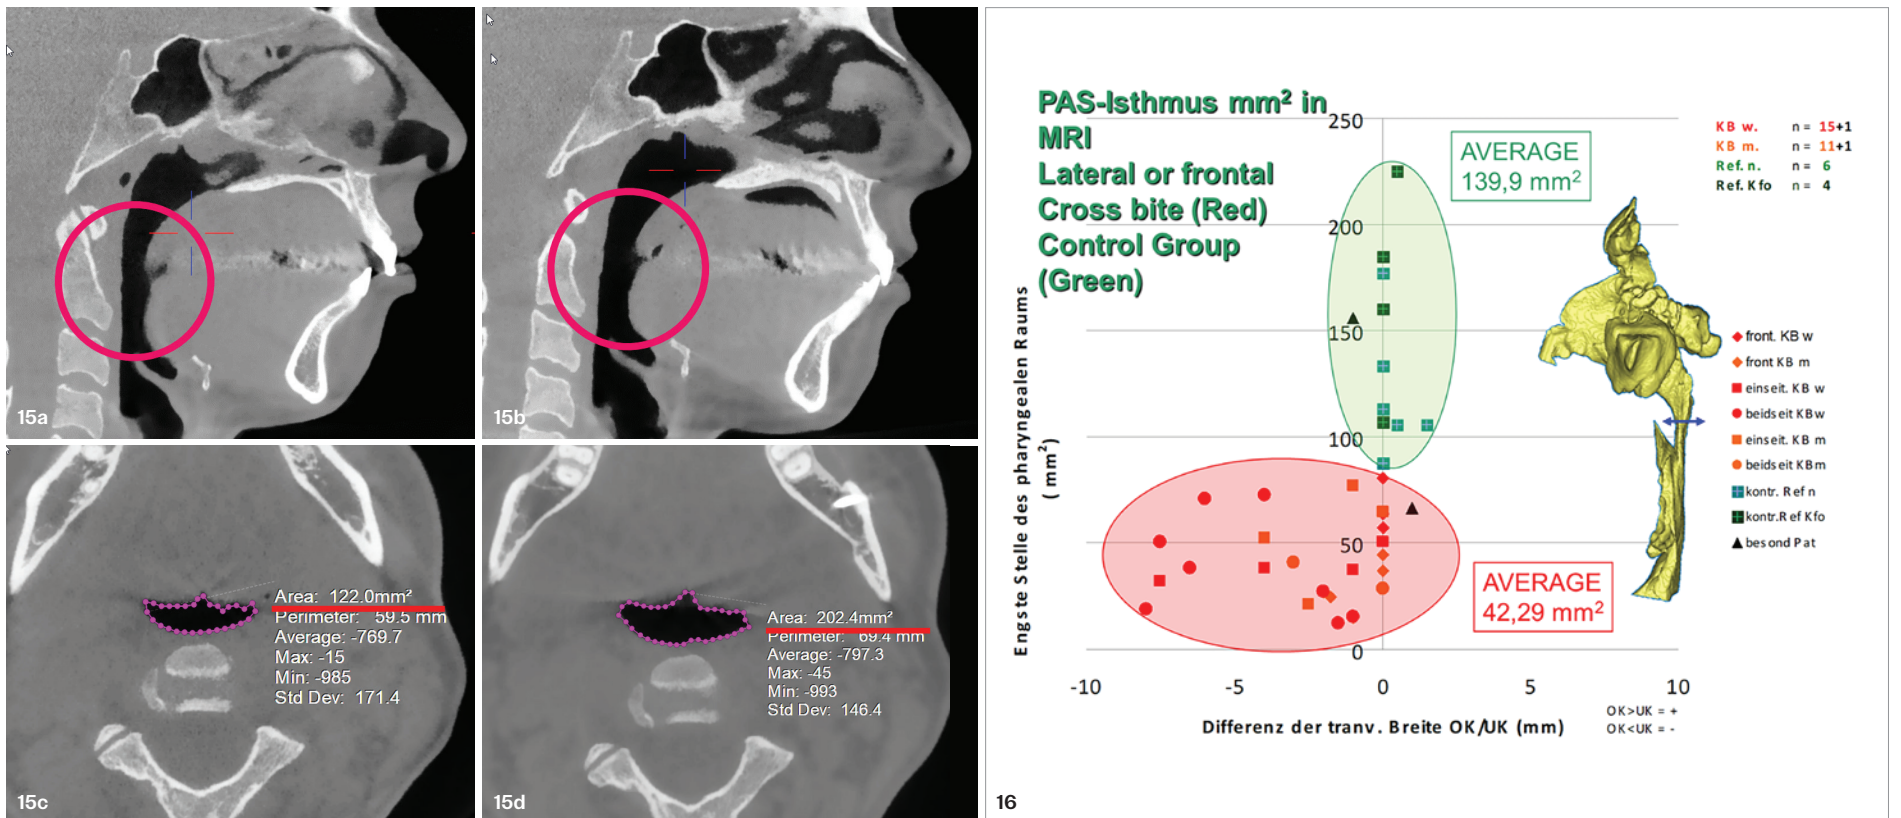 15a
15b
15c
Area: 122.0mm²
Perimeter: 59.5 mm
Average: -769.7
Max: -15
Min: -985
Std Dev: 171.4
15d
Area: 202.4mm²
Perimeter: 69.4 mm
Average: -797.3
Max: -45
Min: -993
Std Dev: 146.4
PAS-Isthmus mm² in
MRI
Lateral or frontal
Cross bite (Red)
Control Group
(Green)
AVERAGE
139,9 mm²
KB w. n = 15+1
KB m. n = 11+1
Ref. n. n = 6
Ref. Kfo n = 4
Engste Stelle des pharyngealen Raums
(mm²)
250
200
150
100
50
0
front. KB w
front KB m
einseit. KB w
beidseit KBw
einseit. KB m
beidseit KBm
kontr. Ref n
kontr.Ref Kfo
besond Pat
AVERAGE
42,29 mm²
-10 -5 0 5 10
OK>UK = +
OK<UK = -
Differenz der tranv. Breite OK/UK (mm)
16